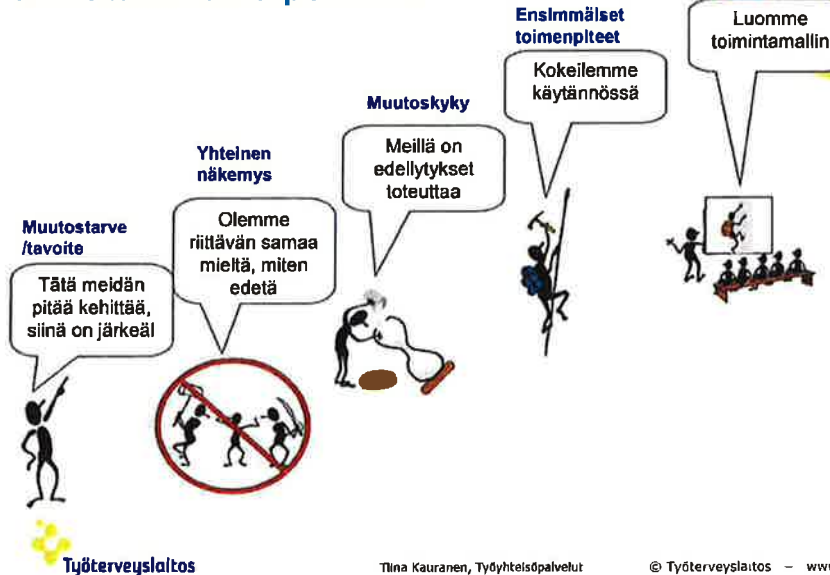 Muutostarve
/tavoite
Tätä meidän
pitää kehittää,
siinä on järkeä!
Yhteinen
näkemys
Olemme
riittävän samaa
mieltä, miten
edetä
Muutoskyky
Meillä on
edellytykset
toteuttaa
Ensimmäiset
toimenpiteet
Kokeilemme
käytännössä
Luomme
toimintamallin
Työterveyslaitos
Tiina Kauranen, Työyhteisöpalvelut
© Työterveyslaitos – www